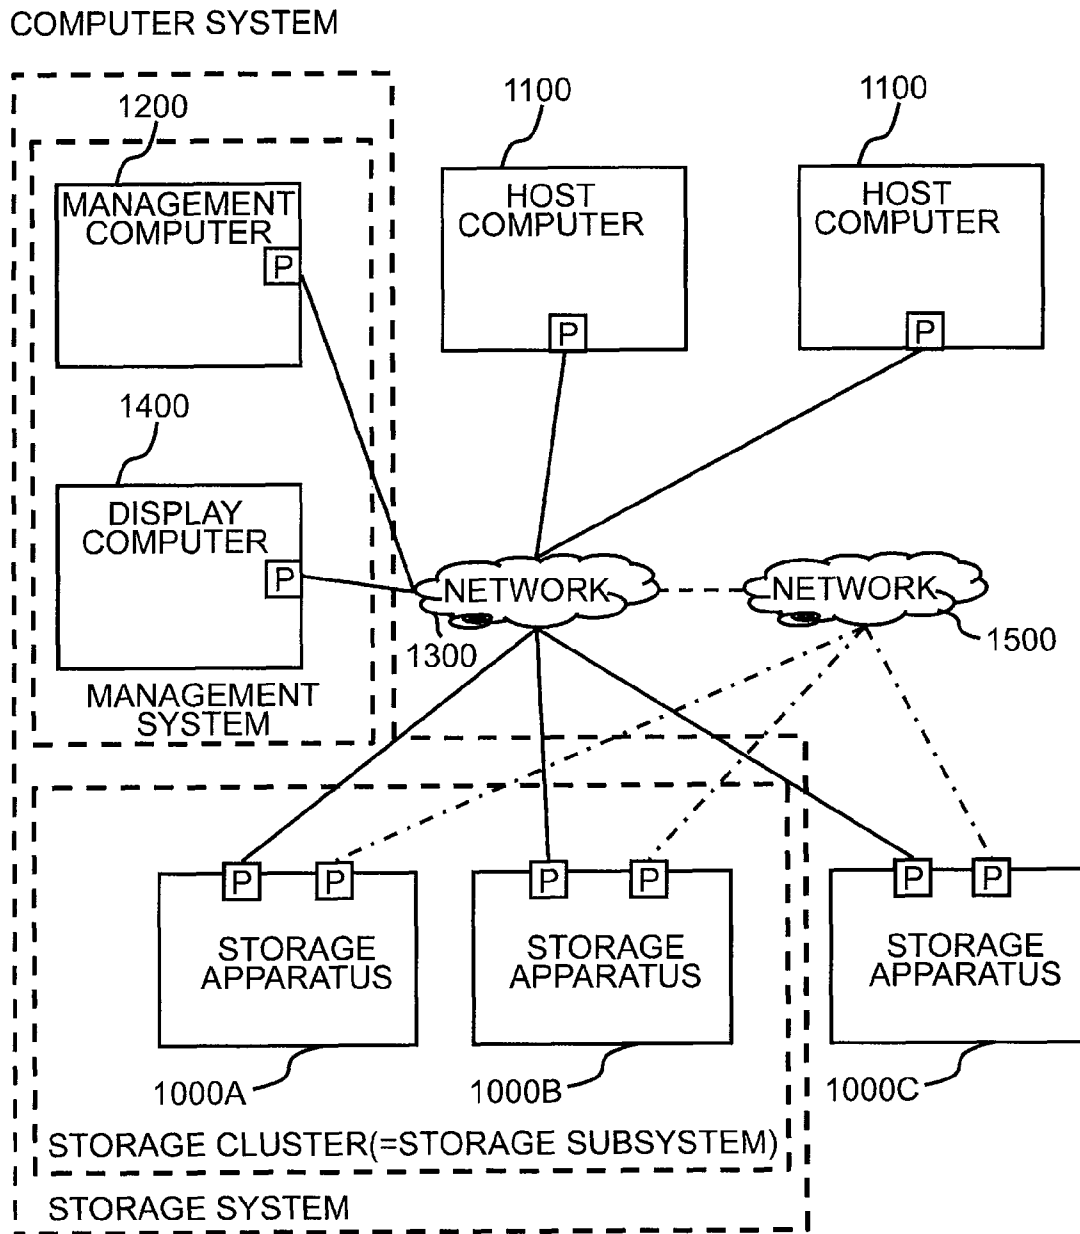 COMPUTER SYSTEM
1200
1100
1100
MANAGEMENT
COMPUTER
P
HOST
COMPUTER
P
HOST
COMPUTER
P
1400
DISPLAY
COMPUTER
P
NETWORK
1300
NETWORK
1500
MANAGEMENT
SYSTEM
P
P
STORAGE
APPARATUS
1000A
P
P
STORAGE
APPARATUS
1000B
P
P
STORAGE
APPARATUS
1000C
STORAGE CLUSTER(=STORAGE SUBSYSTEM)
STORAGE SYSTEM